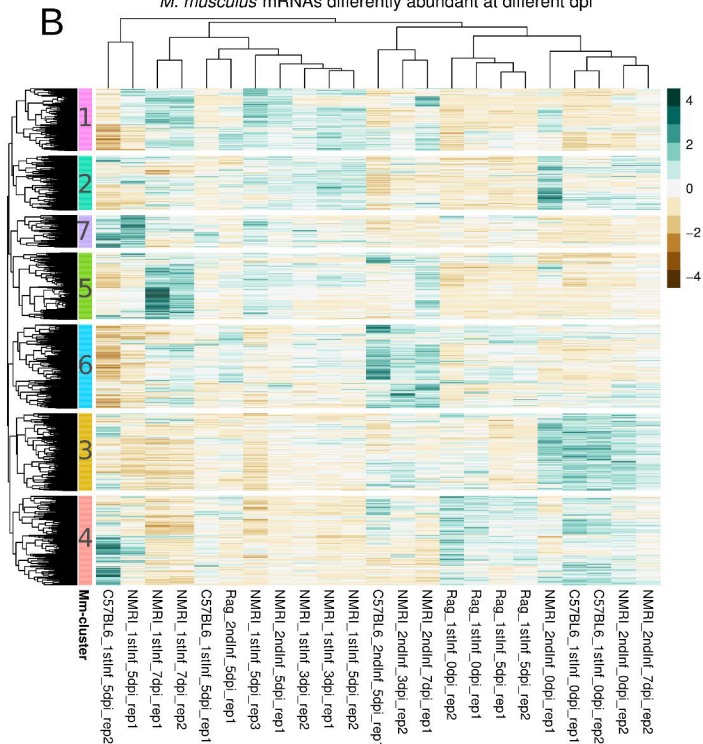 M. musculus mRNAs differently abundant at different dpi
B
1
2
7
5
6
3
4
4
2
0
−2
−4
Mm-cluster
C57BL6_1stInf_5dpi_rep2
NMRI_1stInf_5dpi_rep1
NMRI_1stInf_7dpi_rep1
NMRI_1stInf_7dpi_rep2
C57BL6_1stInf_5dpi_rep1
Rag_2ndInf_5dpi_rep1
NMRI_1stInf_5dpi_rep3
NMRI_2ndInf_5dpi_rep1
NMRI_1stInf_3dpi_rep2
NMRI_1stInf_3dpi_rep1
NMRI_1stInf_5dpi_rep2
C57BL6_2ndInf_5dpi_rep1
NMRI_2ndInf_3dpi_rep2
NMRI_2ndInf_7dpi_rep1
Rag_1stInf_0dpi_rep2
Rag_1stInf_0dpi_rep1
Rag_1stInf_5dpi_rep1
Rag_1stInf_5dpi_rep2
NMRI_2ndInf_0dpi_rep1
C57BL6_1stInf_0dpi_rep1
C57BL6_1stInf_0dpi_rep2
NMRI_2ndInf_0dpi_rep2
NMRI_2ndInf_7dpi_rep2